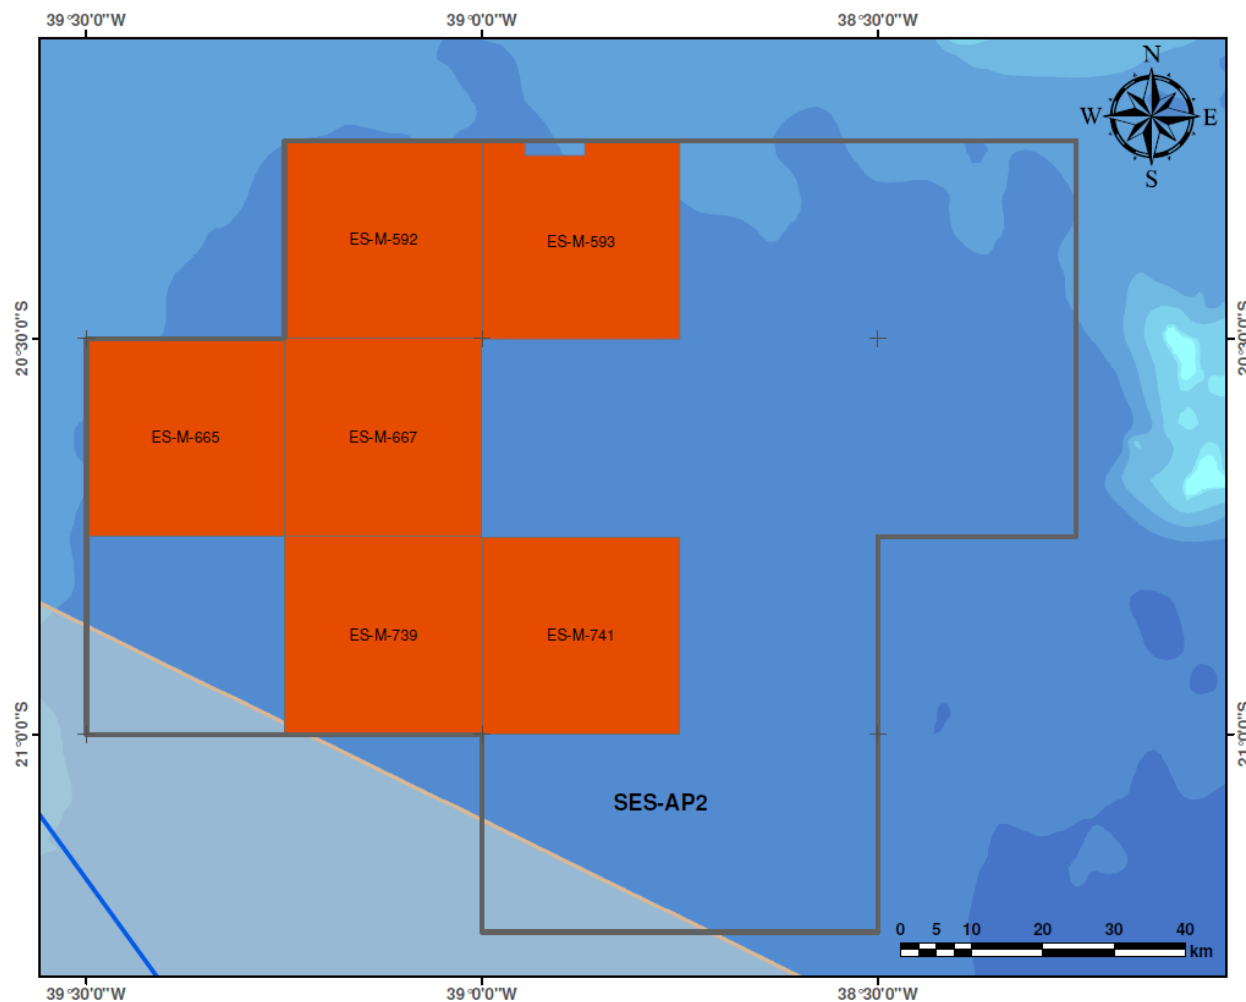 39°30'0"W 39°0'0"W 38°30'0"W
N
W E
S
ES-M-592 ES-M-593
20°30'0"S 20°30'0"S
ES-M-665 ES-M-667
ES-M-739 ES-M-741
21°0'0"S 21°0'0"S
SES-AP2
0 5 10 20 30 40
km
39°30'0"W 39°0'0"W 38°30'0"W